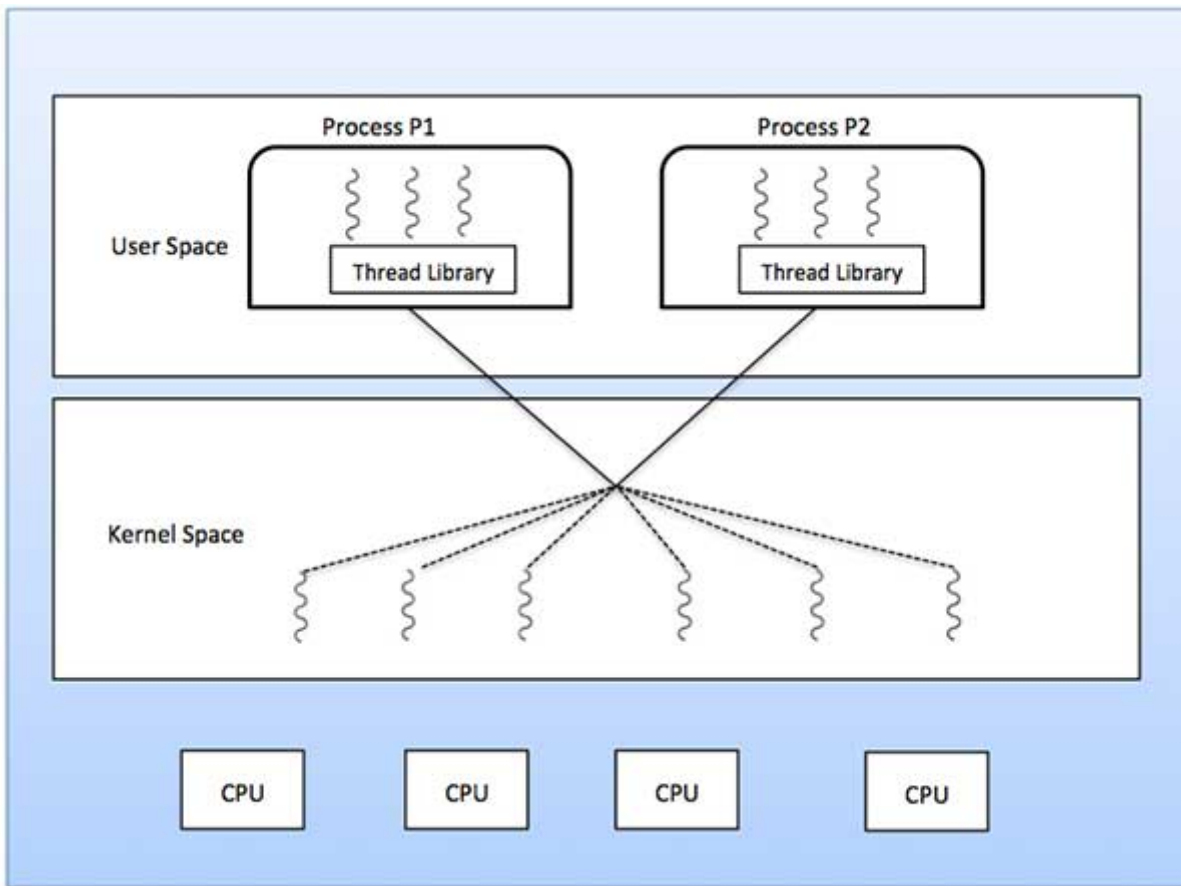 Process P1
Process P2
User Space
Thread Library
Thread Library
Kernel Space
CPU
CPU
CPU
CPU